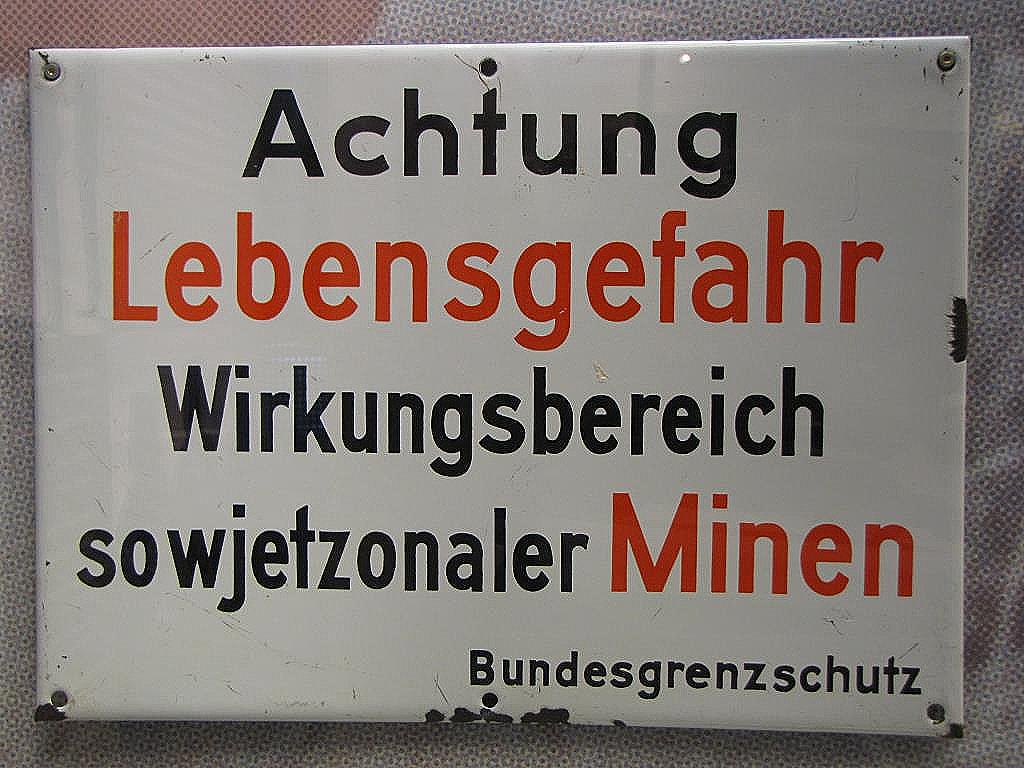 Achtung
Lebensgefahr
Wirkungsbereich
sowjetzonaler Minen
Bundesgrenzschutz